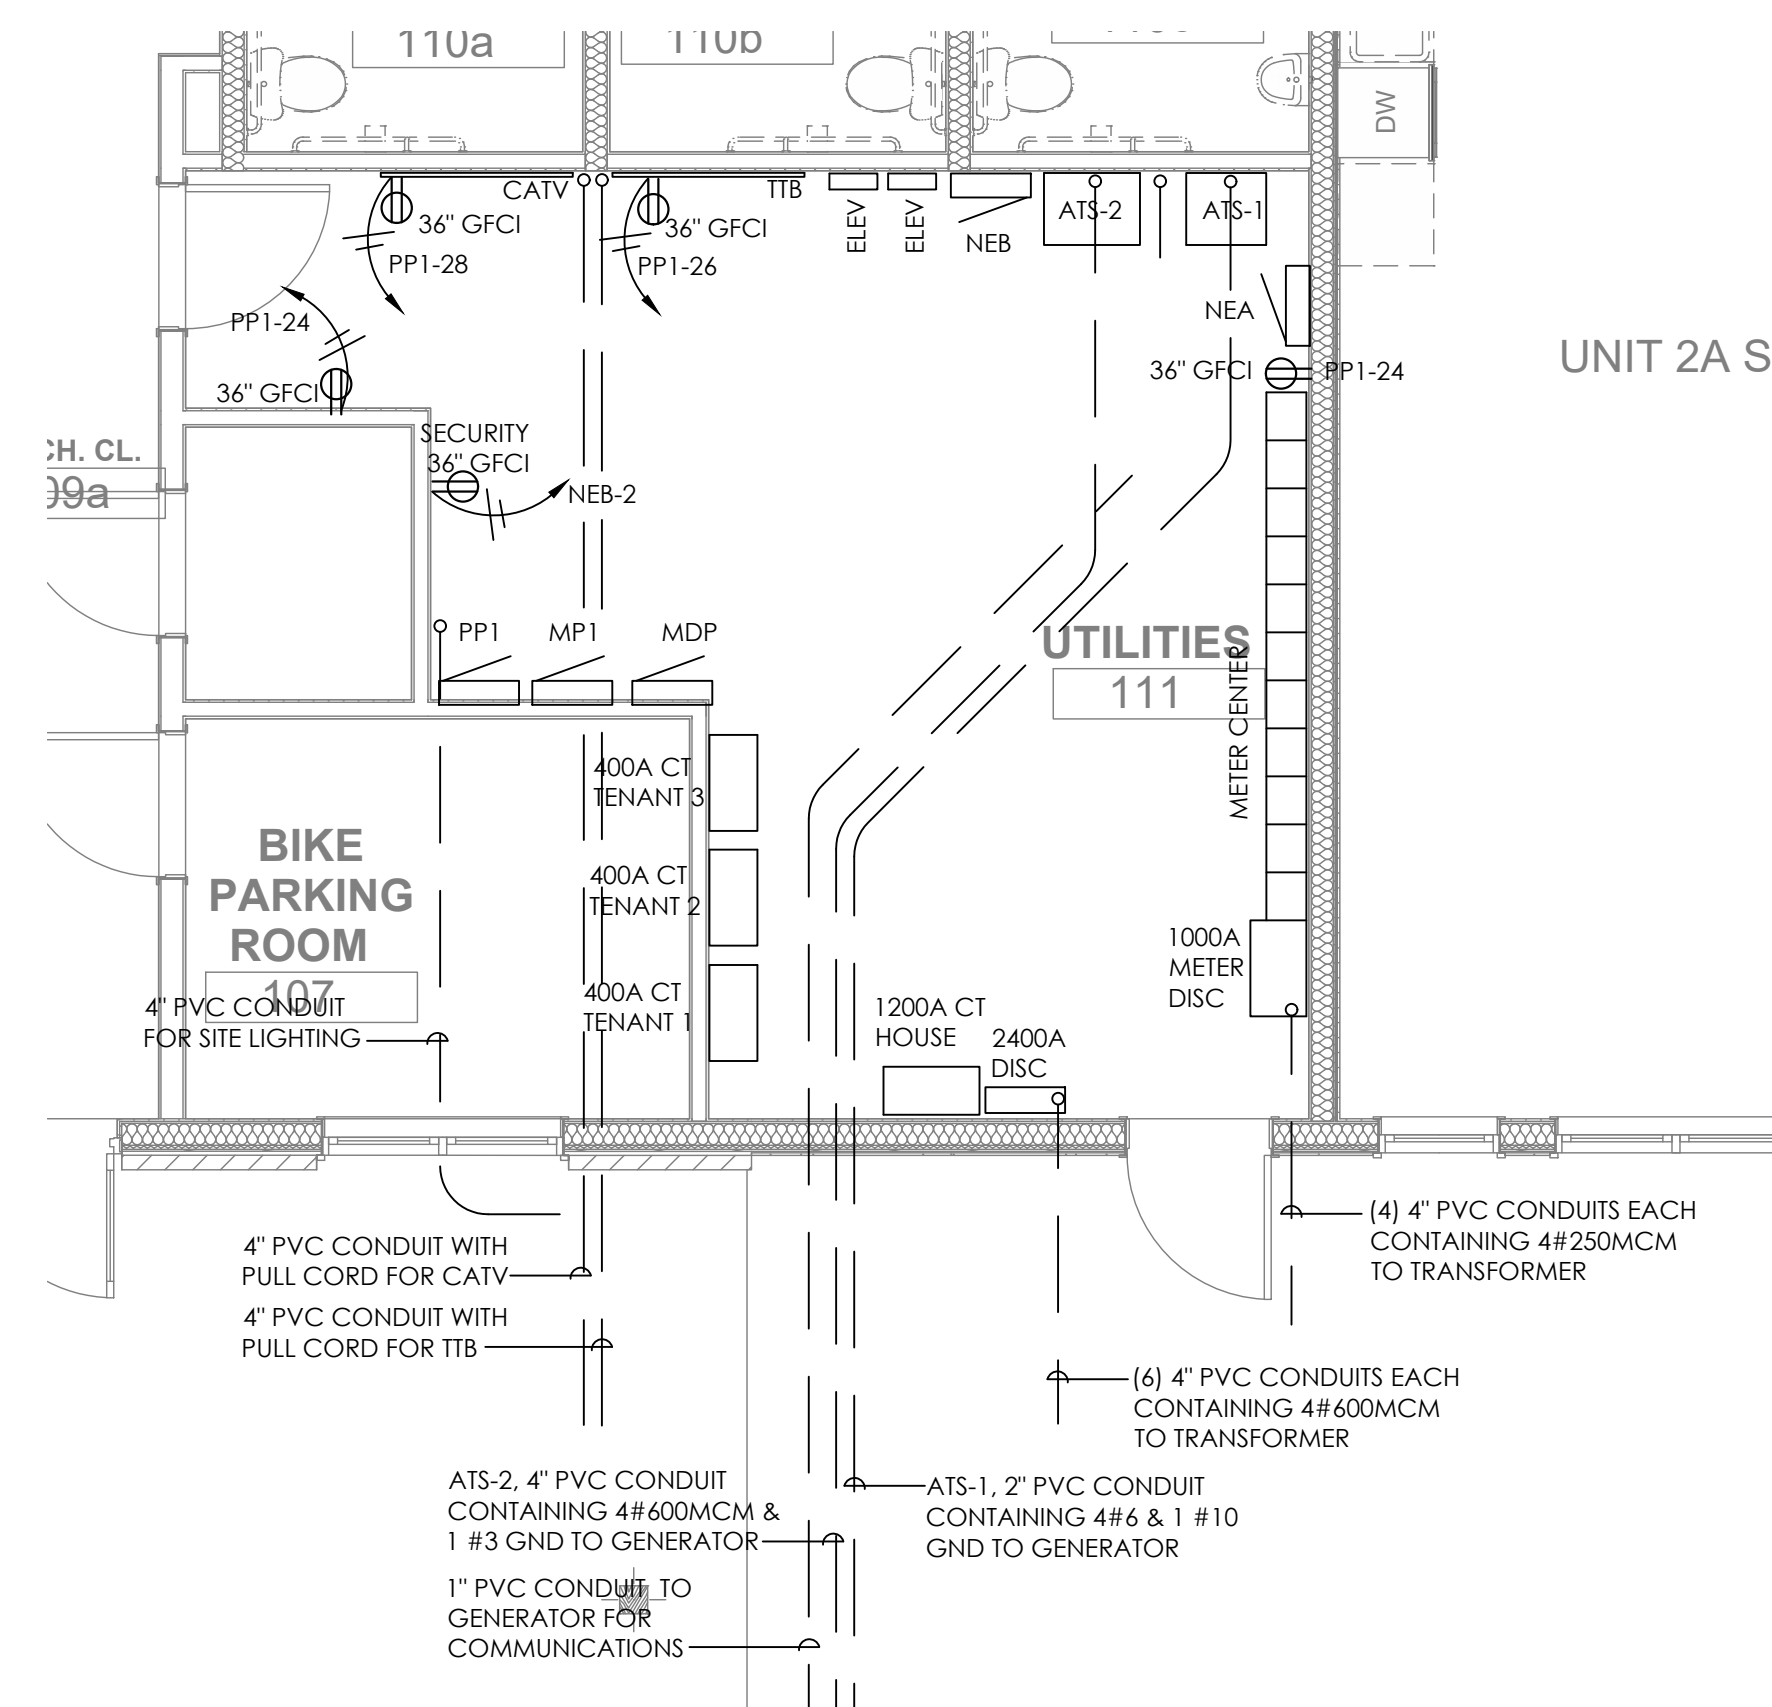 110a
110b
DW
CATV
TTB
ELEV
ELEV
NEB
ATS-2
ATS-1
36" GFCI
PP1-28
36" GFCI
PP1-26
PP1-24
36" GFCI
NEA
36" GFCI
PP1-24
UNIT 2A S
CH. CL.
09a
SECURITY
36" GFCI
NEB-2
PP1
MP1
MDP
UTILITIES
111
METER CENTER
400A CT
TENANT 3
400A CT
TENANT 2
400A CT
TENANT 1
BIKE
PARKING
ROOM
107
4" PVC CONDUIT
FOR SITE LIGHTING
1000A
METER
DISC
1200A CT
HOUSE
2400A
DISC
4" PVC CONDUIT WITH
PULL CORD FOR CATV
4" PVC CONDUIT WITH
PULL CORD FOR TTB
(4) 4" PVC CONDUITS EACH
CONTAINING 4#250MCM
TO TRANSFORMER
(6) 4" PVC CONDUITS EACH
CONTAINING 4#600MCM
TO TRANSFORMER
ATS-2, 4" PVC CONDUIT
CONTAINING 4#600MCM &
1 #3 GND TO GENERATOR
ATS-1, 2" PVC CONDUIT
CONTAINING 4#6 & 1 #10
GND TO GENERATOR
1" PVC CONDUIT TO
GENERATOR FOR
COMMUNICATIONS